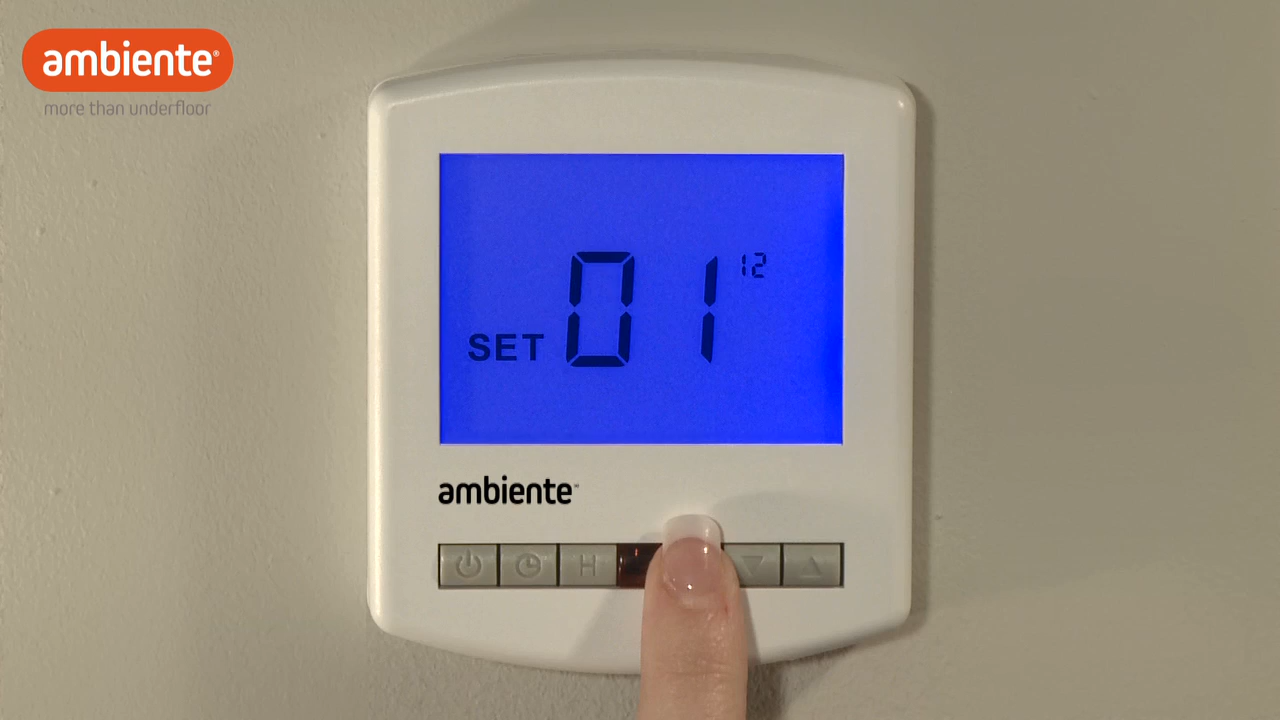 ambiente®
more than underfloor
SET 01 12
ambiente™
H